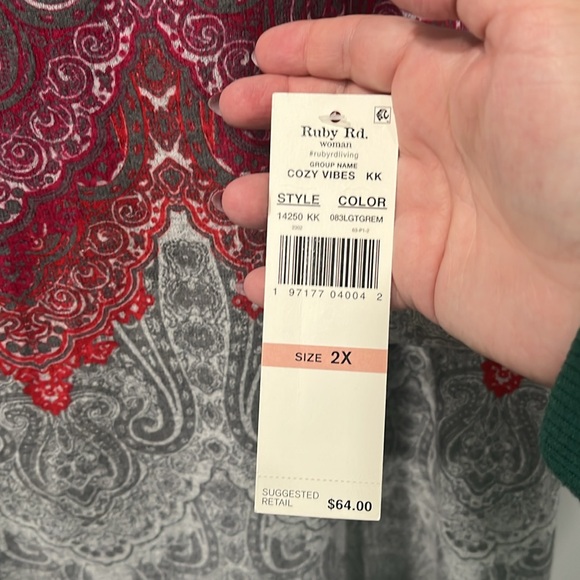 Ruby Rd.
woman
#rubyrdliving
GROUP NAME
COZY VIBES KK
STYLE COLOR
14250 KK 083LGTGREM
1 97177 04004 2
SIZE 2X
SUGGESTED
RETAIL $64.00